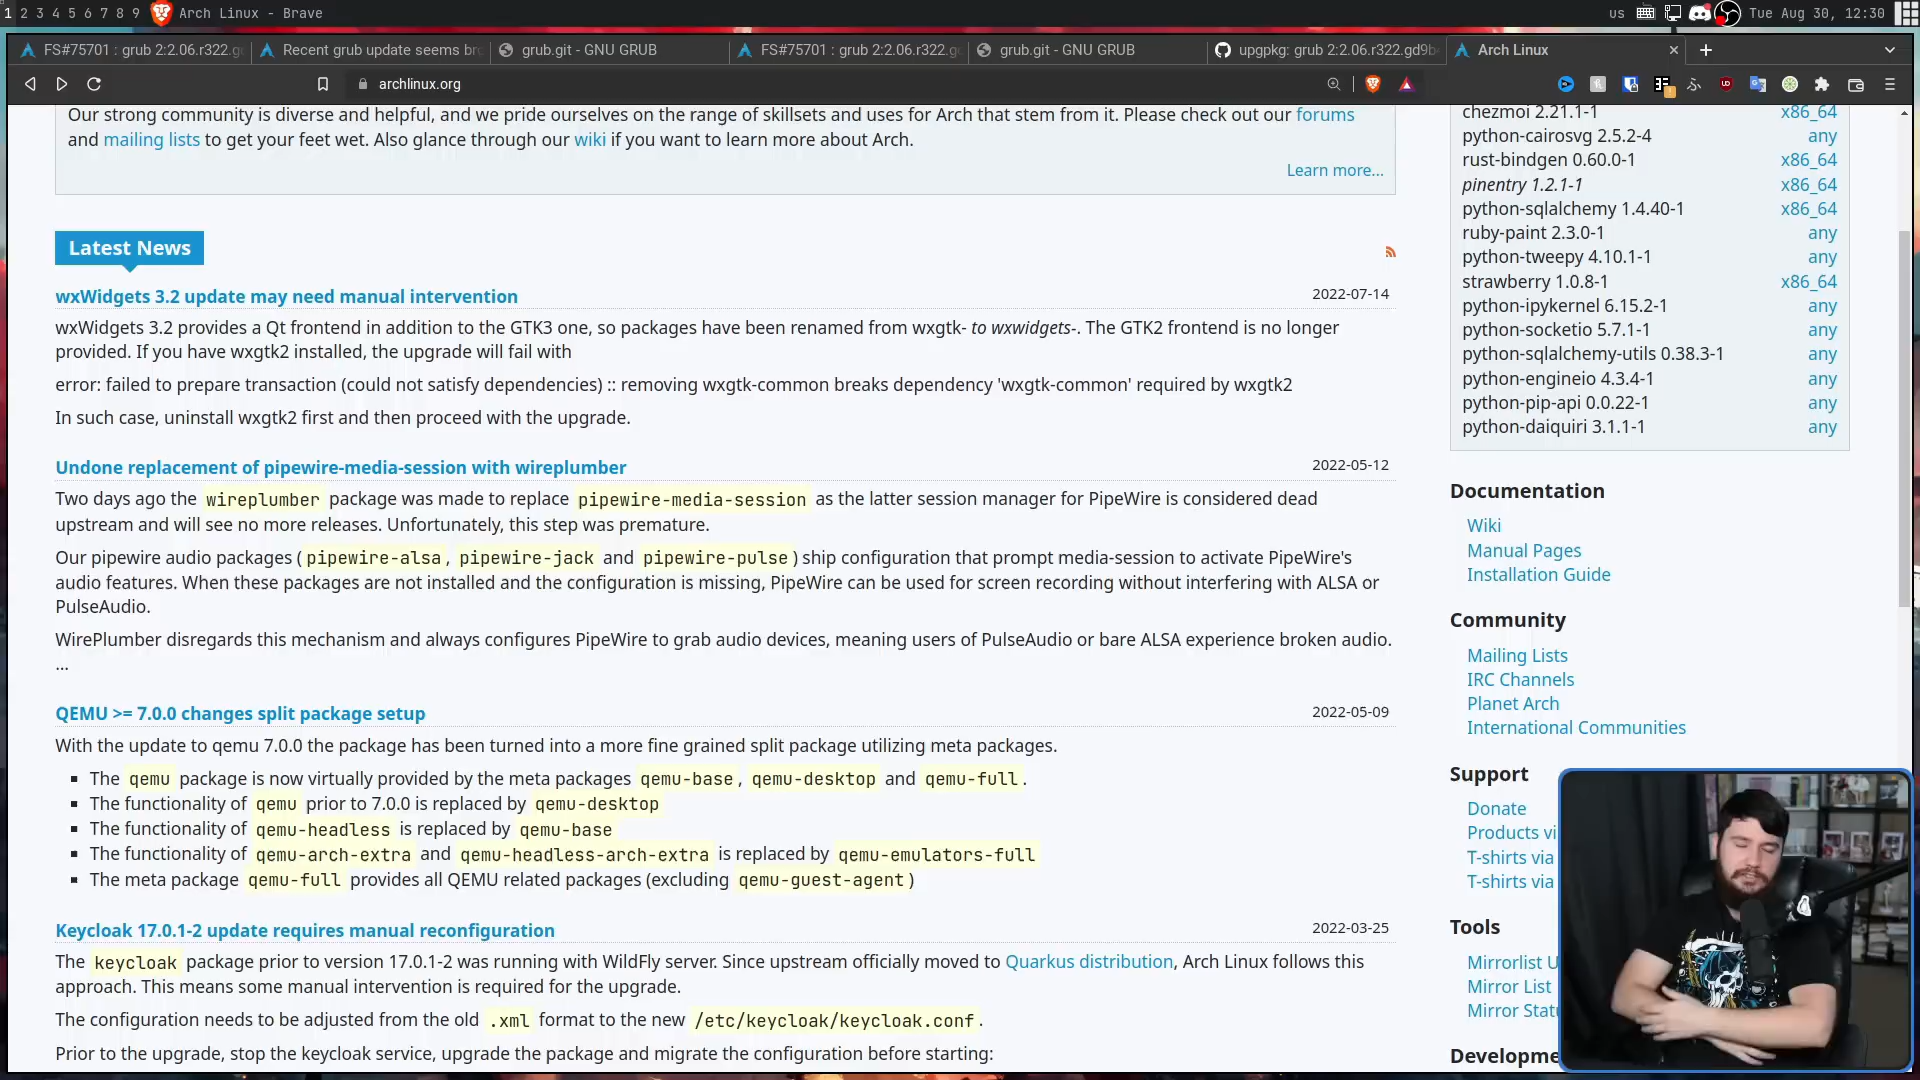 1 2 3 4 5 6 7 8 9 Arch Linux - Brave us Tue Aug 30, 12:30
FS#75701 : grub 2:2.06.r322.g Recent grub update seems bro grub.git - GNU GRUB FS#75701 : grub 2:2.06.r322.g grub.git - GNU GRUB upgpkg: grub 2:2.06.r322.gd9b Arch Linux
archlinux.org
Our strong community is diverse and helpful, and we pride ourselves on the range of skillsets and uses for Arch that stem from it. Please check out our forums
and mailing lists to get your feet wet. Also glance through our wiki if you want to learn more about Arch.
Learn more...
Latest News
wxWidgets 3.2 update may need manual intervention 2022-07-14
wxWidgets 3.2 provides a Qt frontend in addition to the GTK3 one, so packages have been renamed from wxgtk- to wxwidgets-. The GTK2 frontend is no longer
provided. If you have wxgtk2 installed, the upgrade will fail with
error: failed to prepare transaction (could not satisfy dependencies) :: removing wxgtk-common breaks dependency 'wxgtk-common' required by wxgtk2
In such case, uninstall wxgtk2 first and then proceed with the upgrade.
Undone replacement of pipewire-media-session with wireplumber 2022-05-12
Two days ago the wireplumber package was made to replace pipewire-media-session as the latter session manager for PipeWire is considered dead
upstream and will see no more releases. Unfortunately, this step was premature.
Our pipewire audio packages (pipewire-alsa, pipewire-jack and pipewire-pulse) ship configuration that prompt media-session to activate PipeWire's
audio features. When these packages are not installed and the configuration is missing, PipeWire can be used for screen recording without interfering with ALSA or
PulseAudio.
WirePlumber disregards this mechanism and always configures PipeWire to grab audio devices, meaning users of PulseAudio or bare ALSA experience broken audio.
...
QEMU >= 7.0.0 changes split package setup 2022-05-09
With the update to qemu 7.0.0 the package has been turned into a more fine grained split package utilizing meta packages.
▪ The qemu package is now virtually provided by the meta packages qemu-base, qemu-desktop and qemu-full.
▪ The functionality of qemu prior to 7.0.0 is replaced by qemu-desktop
▪ The functionality of qemu-headless is replaced by qemu-base
▪ The functionality of qemu-arch-extra and qemu-headless-arch-extra is replaced by qemu-emulators-full
▪ The meta package qemu-full provides all QEMU related packages (excluding qemu-guest-agent)
Keycloak 17.0.1-2 update requires manual reconfiguration 2022-03-25
The keycloak package prior to version 17.0.1-2 was running with WildFly server. Since upstream officially moved to Quarkus distribution, Arch Linux follows this
approach. This means some manual intervention is required for the upgrade.
The configuration needs to be adjusted from the old .xml format to the new /etc/keycloak/keycloak.conf.
Prior to the upgrade, stop the keycloak service, upgrade the package and migrate the configuration before starting:
chezmoi 2.21.1-1 x86_64
python-cairosvg 2.5.2-4 any
rust-bindgen 0.60.0-1 x86_64
pinentry 1.2.1-1 x86_64
python-sqlalchemy 1.4.40-1 x86_64
ruby-paint 2.3.0-1 any
python-tweepy 4.10.1-1 any
strawberry 1.0.8-1 x86_64
python-ipykernel 6.15.2-1 any
python-socketio 5.7.1-1 any
python-sqlalchemy-utils 0.38.3-1 any
python-engineio 4.3.4-1 any
python-pip-api 0.0.22-1 any
python-daiquiri 3.1.1-1 any
Documentation
Wiki
Manual Pages
Installation Guide
Community
Mailing Lists
IRC Channels
Planet Arch
International Communities
Support
Donate
Products vi
T-shirts via
T-shirts via
Tools
Mirrorlist U
Mirror List
Mirror Statu
Developme